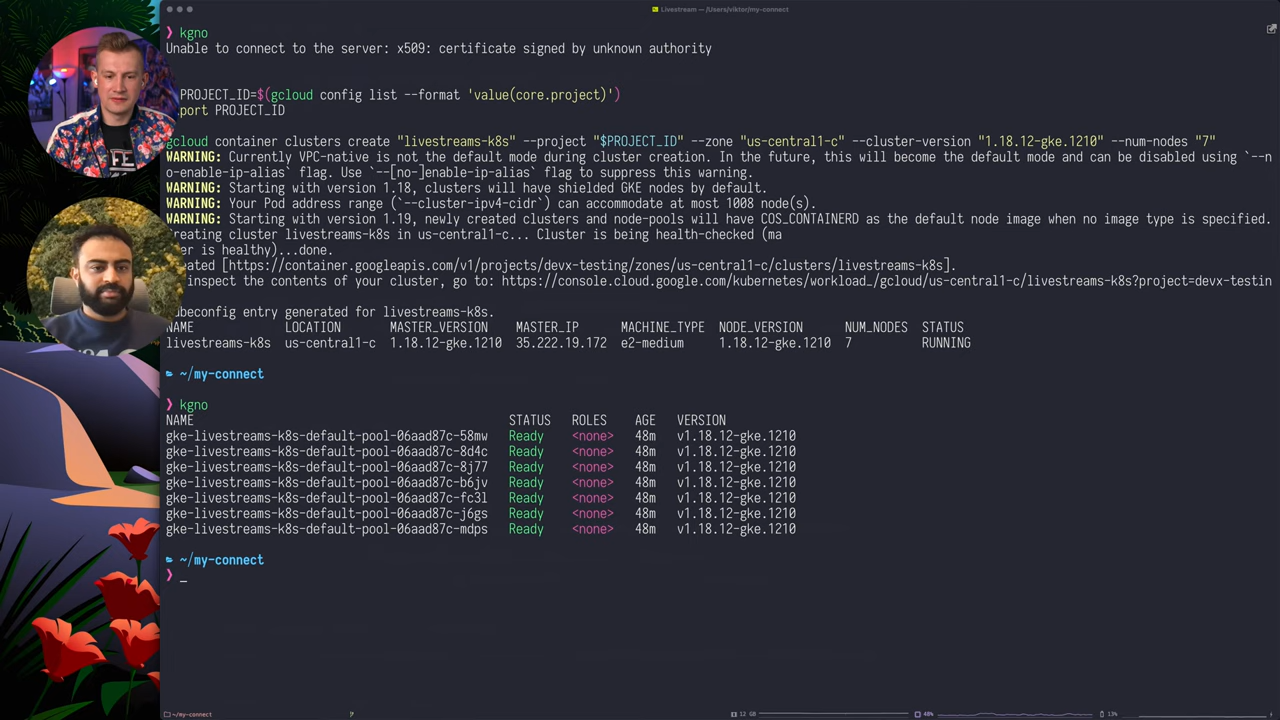 Livestream — /Users/viktor/my-connect
❯ kgno
Unable to connect to the server: x509: certificate signed by unknown authority
PROJECT_ID=$(gcloud config list --format 'value(core.project)')
port PROJECT_ID
gcloud container clusters create "livestreams-k8s" --project "$PROJECT_ID" --zone "us-central1-c" --cluster-version "1.18.12-gke.1210" --num-nodes "7"
WARNING: Currently VPC-native is not the default mode during cluster creation. In the future, this will become the default mode and can be disabled using `--n
o-enable-ip-alias` flag. Use `--[no-]enable-ip-alias` flag to suppress this warning.
WARNING: Starting with version 1.18, clusters will have shielded GKE nodes by default.
WARNING: Your Pod address range (`--cluster-ipv4-cidr`) can accommodate at most 1008 node(s).
WARNING: Starting with version 1.19, newly created clusters and node-pools will have COS_CONTAINERD as the default node image when no image type is specified.
reating cluster livestreams-k8s in us-central1-c... Cluster is being health-checked (ma
er is healthy)...done.
eated [https://container.googleapis.com/v1/projects/devx-testing/zones/us-central1-c/clusters/livestreams-k8s].
inspect the contents of your cluster, go to: https://console.cloud.google.com/kubernetes/workload_/gcloud/us-central1-c/livestreams-k8s?project=devx-testin
ubeconfig entry generated for livestreams-k8s.
NAME LOCATION MASTER_VERSION MASTER_IP MACHINE_TYPE NODE_VERSION NUM_NODES STATUS
livestreams-k8s us-central1-c 1.18.12-gke.1210 35.222.19.172 e2-medium 1.18.12-gke.1210 7 RUNNING
~/my-connect
❯ kgno
NAME STATUS ROLES AGE VERSION
gke-livestreams-k8s-default-pool-06aad87c-58mw Ready <none> 48m v1.18.12-gke.1210
gke-livestreams-k8s-default-pool-06aad87c-8d4c Ready <none> 48m v1.18.12-gke.1210
gke-livestreams-k8s-default-pool-06aad87c-8j77 Ready <none> 48m v1.18.12-gke.1210
gke-livestreams-k8s-default-pool-06aad87c-b6jv Ready <none> 48m v1.18.12-gke.1210
gke-livestreams-k8s-default-pool-06aad87c-fc3l Ready <none> 48m v1.18.12-gke.1210
gke-livestreams-k8s-default-pool-06aad87c-j6gs Ready <none> 48m v1.18.12-gke.1210
gke-livestreams-k8s-default-pool-06aad87c-mdps Ready <none> 48m v1.18.12-gke.1210
~/my-connect
❯ _
~/my-connect 12 GB 48% 13%